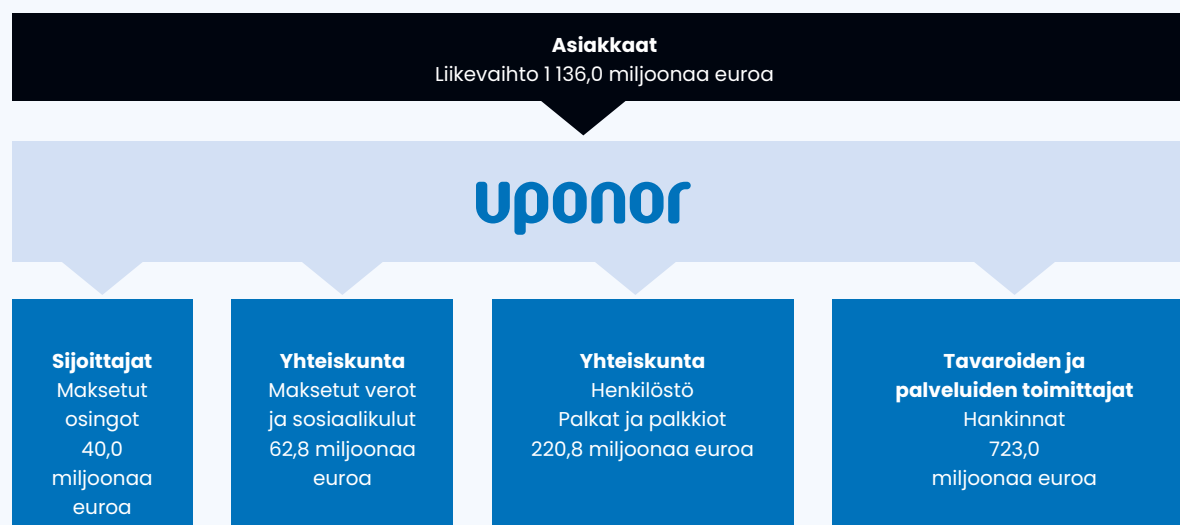 Asiakkaat
Liikevaihto 1 136,0 miljoonaa euroa
uponor
Sijoittajat
Maksetut
osingot
40,0
miljoonaa
euroa
Yhteiskunta
Maksetut verot
ja sosiaalikulut
62,8 miljoonaa
euroa
Yhteiskunta
Henkilöstö
Palkat ja palkkiot
220,8 miljoonaa euroa
Tavaroiden ja
palveluiden toimittajat
Hankinnat
723,0
miljoonaa euroa